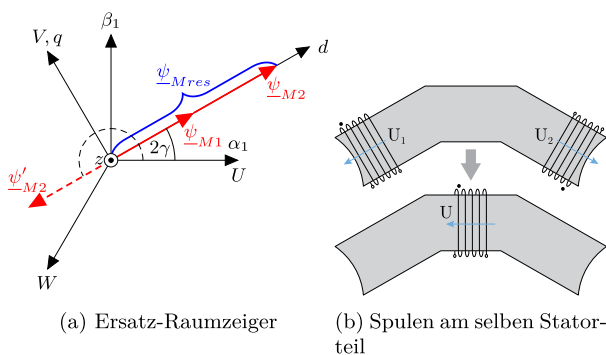 β1
V, q
d
ψMres
ψM2
ψM1
α1
2γ
z
U
ψ′M2
W
U1
U2
U
(a) Ersatz-Raumzeiger
(b) Spulen am selben Stator-
teil